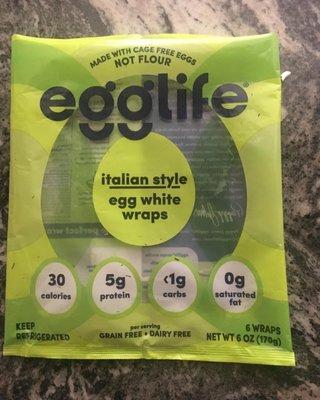 MADE WITH CAGE FREE EGGS
NOT FLOUR
egglife®
italian style
egg white
wraps
30
calories
5g
protein
<1g
carbs
0g
saturated
fat
KEEP
REFRIGERATED
per serving
GRAIN FREE • DAIRY FREE
6 WRAPS
NET WT 6 OZ (170g)